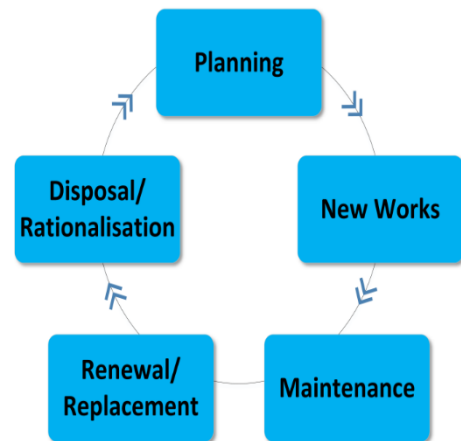 Planning
New Works
Maintenance
Renewal/
Replacement
Disposal/
Rationalisation